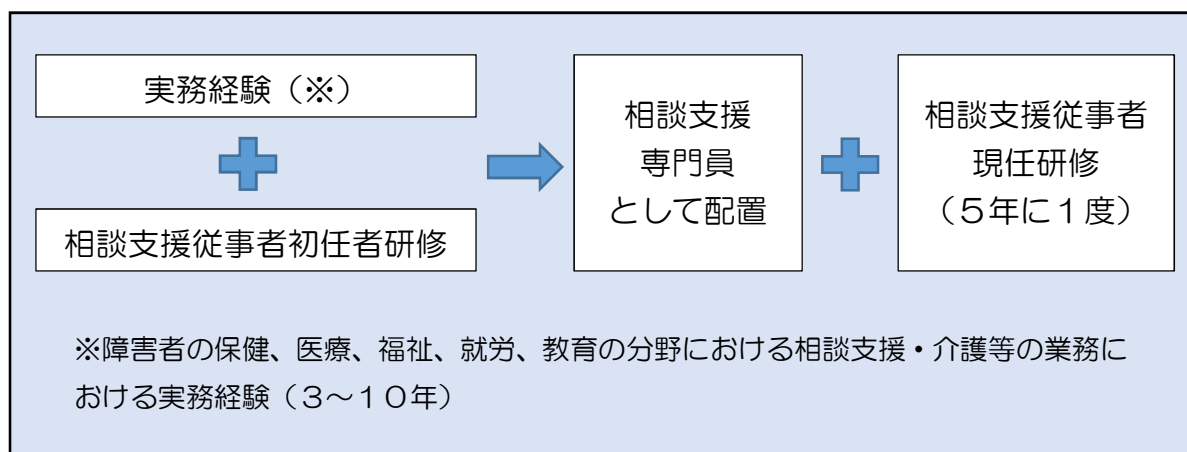 実務経験（※）
相談支援従事者初任者研修
相談支援
専門員
として配置
相談支援従事者
現任研修
（５年に１度）
※障害者の保健、医療、福祉、就労、教育の分野における相談支援・介護等の業務に
おける実務経験（３～１０年）